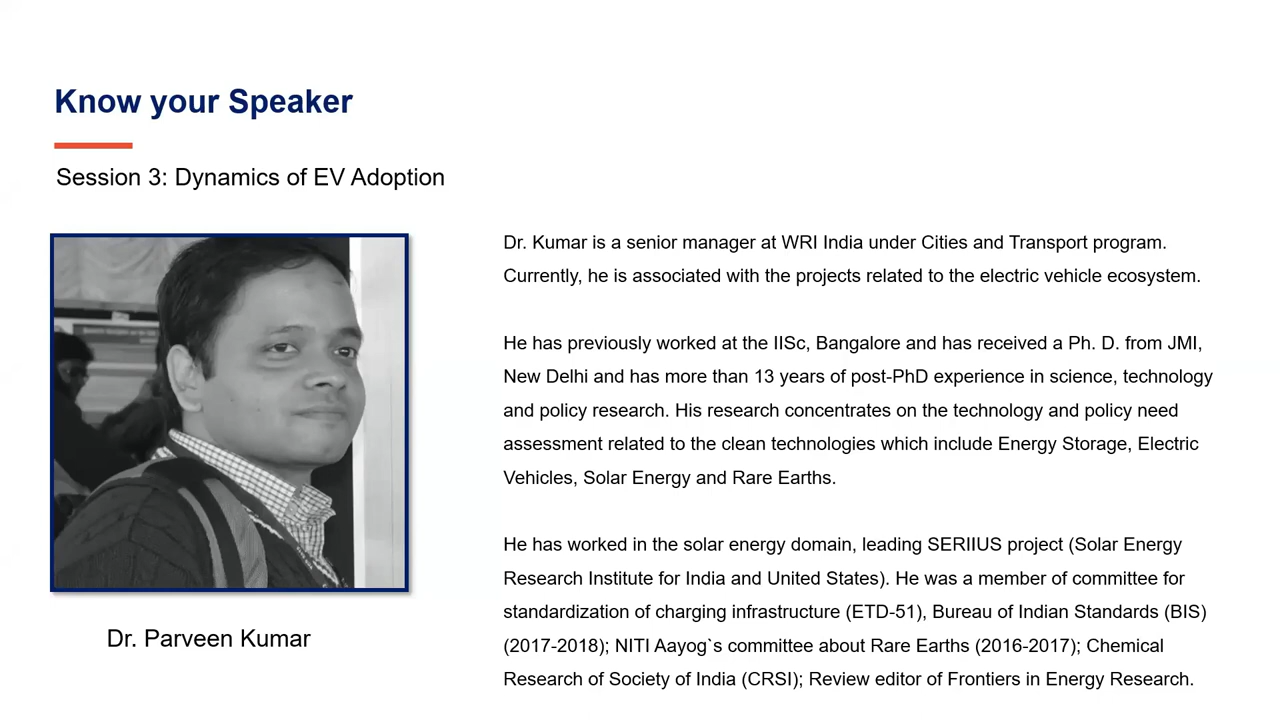 Know your Speaker
Session 3: Dynamics of EV Adoption
Dr. Kumar is a senior manager at WRI India under Cities and Transport program.
Currently, he is associated with the projects related to the electric vehicle ecosystem.
He has previously worked at the IISc, Bangalore and has received a Ph. D. from JMI,
New Delhi and has more than 13 years of post-PhD experience in science, technology
and policy research. His research concentrates on the technology and policy need
assessment related to the clean technologies which include Energy Storage, Electric
Vehicles, Solar Energy and Rare Earths.
He has worked in the solar energy domain, leading SERIIUS project (Solar Energy
Research Institute for India and United States). He was a member of committee for
standardization of charging infrastructure (ETD-51), Bureau of Indian Standards (BIS)
(2017-2018); NITI Aayog`s committee about Rare Earths (2016-2017); Chemical
Research of Society of India (CRSI); Review editor of Frontiers in Energy Research.
Dr. Parveen Kumar